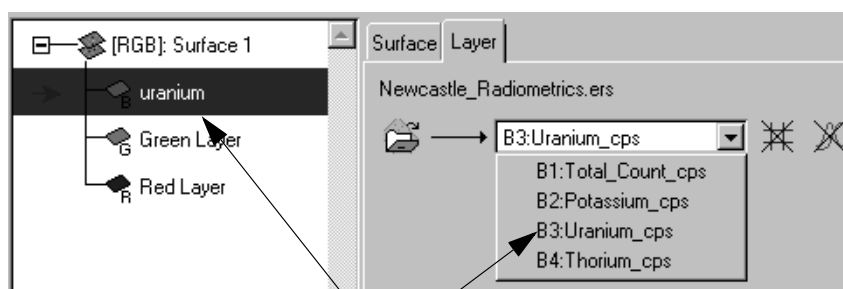 [RGB]: Surface 1
B uranium
G Green Layer
R Red Layer
Surface Layer
Newcastle_Radiometrics.ers
B3:Uranium_cps
B1:Total_Count_cps
B2:Potassium_cps
B3:Uranium_cps
B4:Thorium_cps